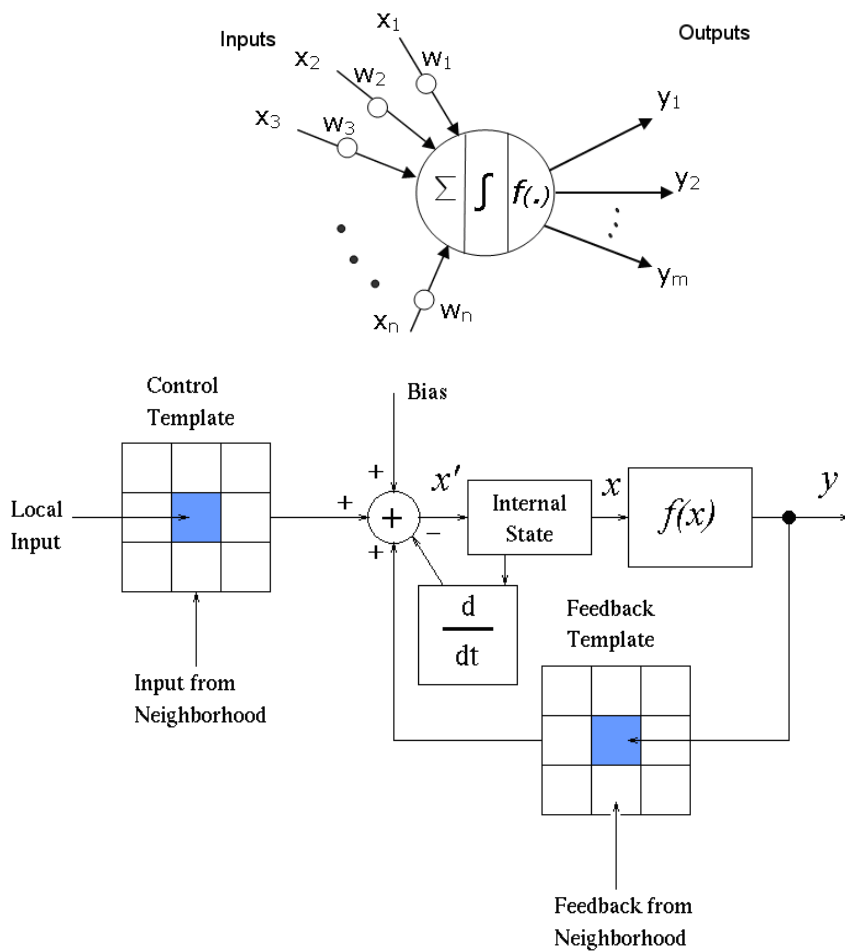 Inputs
Outputs
x1
x2
w1
w2
x3
w3
y1
y2
Σ ∫ f(.)
ym
xn
wn
Control
Template
Bias
Local
Input
+
+
+
+
−
x'
Internal
State
x
f(x)
y
d
dt
Feedback
Template
Input from
Neighborhood
Feedback from
Neighborhood